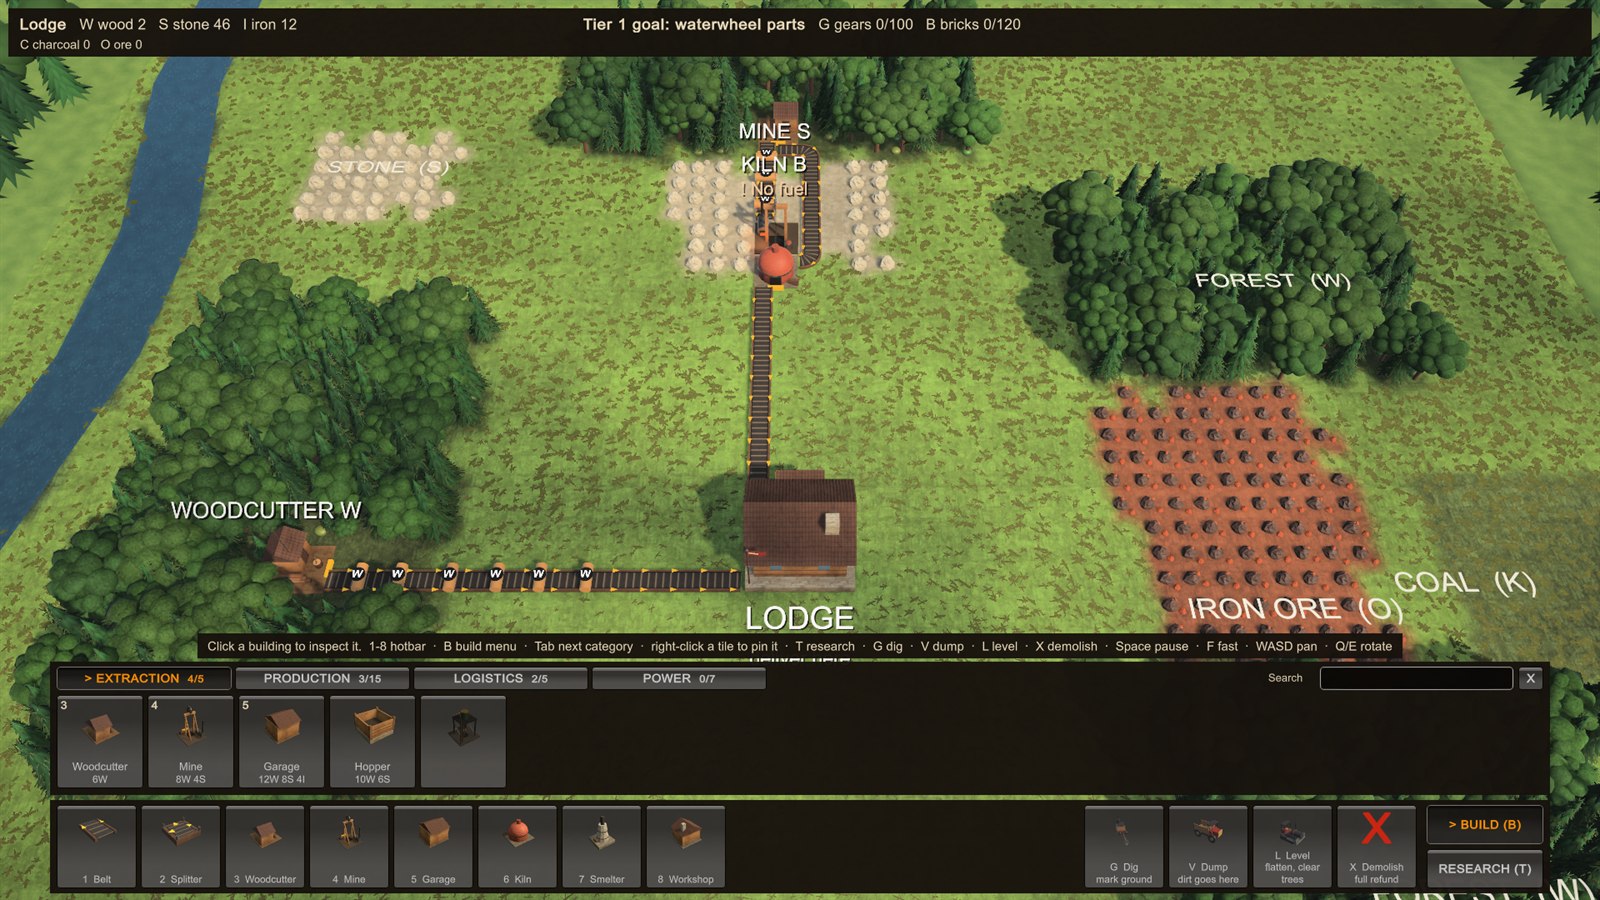 Lodge W wood 2 S stone 46 I iron 12
C charcoal 0 O ore 0
Tier 1 goal: waterwheel parts G gears 0/100 B bricks 0/120
MINE S
W
KILN B
! No fuel
W
STONE (S)
FOREST (W)
WOODCUTTER W
W W W W W W
COAL (K)
IRON ORE (O)
LODGE
Click a building to inspect it. 1-8 hotbar · B build menu · Tab next category · right-click a tile to pin it · T research · G dig · V dump · L level · X demolish · Space pause · F fast · WASD pan · Q/E rotate
> EXTRACTION 4/5
PRODUCTION 3/15
LOGISTICS 2/5
POWER 0/7
Search
X
3
Woodcutter
6W
4
Mine
8W 4S
5
Garage
12W 8S 4I
Hopper
10W 6S
1 Belt
2 Splitter
3 Woodcutter
4 Mine
5 Garage
6 Kiln
7 Smelter
8 Workshop
G Dig
mark ground
V Dump
dirt goes here
L Level
flatten, clear
trees
X Demolish
full refund
> BUILD (B)
RESEARCH (T)
FOREST (W)